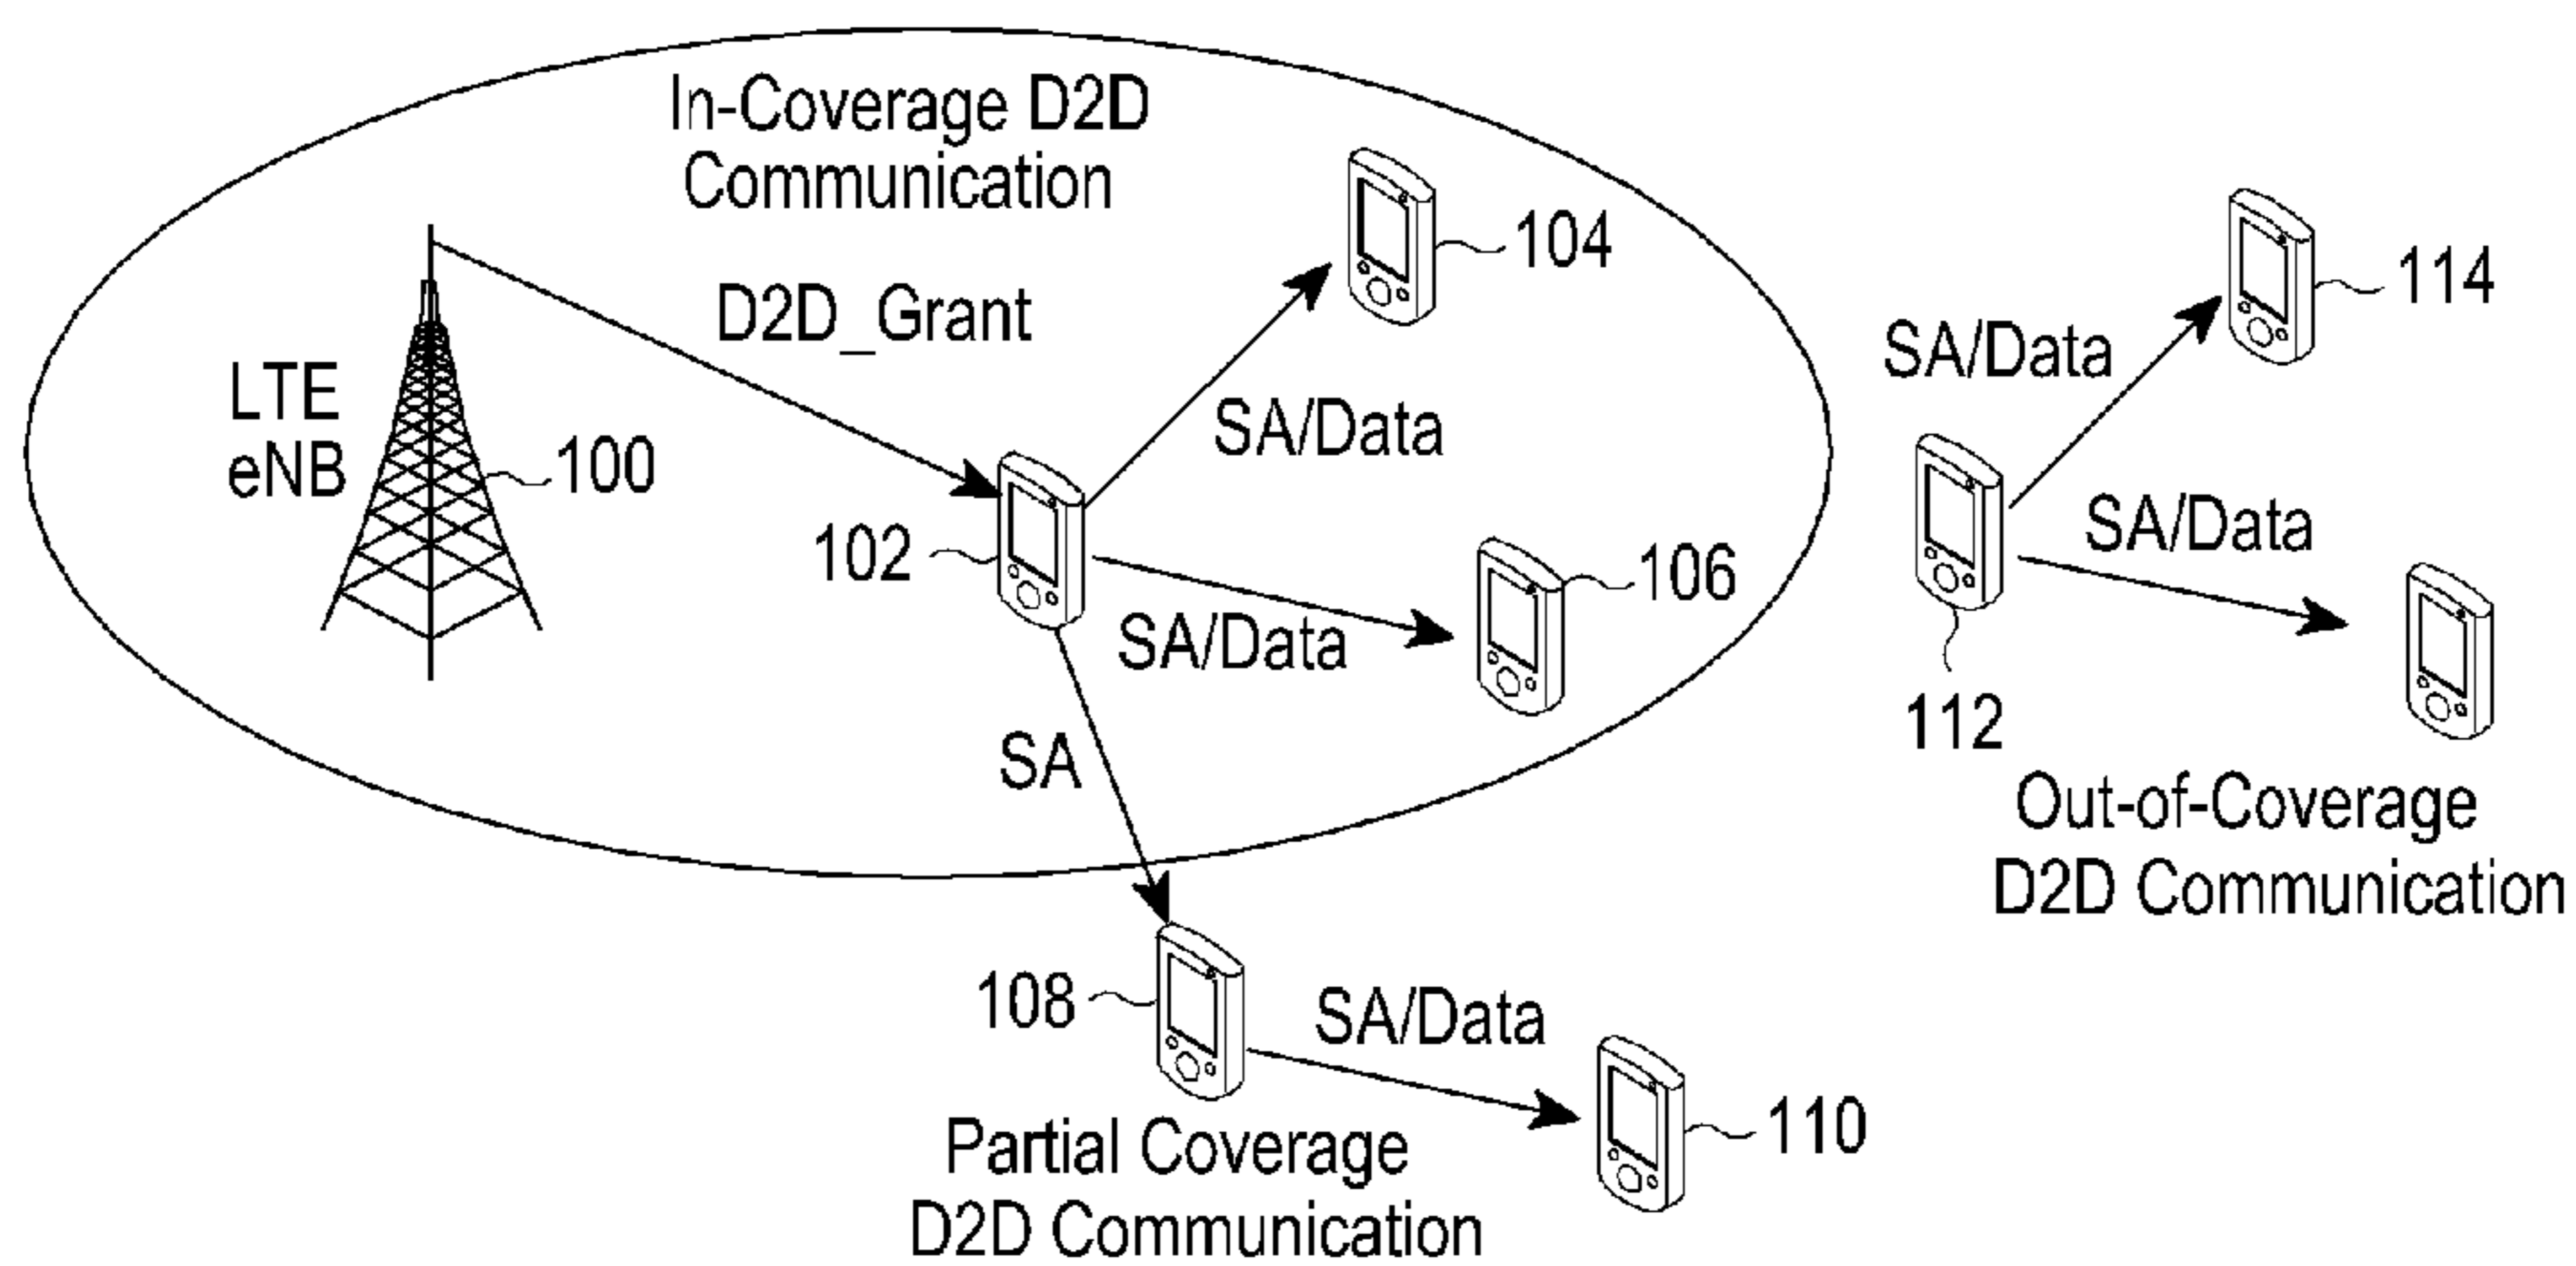 In-Coverage D2D
Communication
104
114
D2D_Grant
SA/Data
LTE
eNB
100
SA/Data
102
106
SA/Data
SA/Data
112
SA
Out-of-Coverage
D2D Communication
108
SA/Data
110
Partial Coverage
D2D Communication